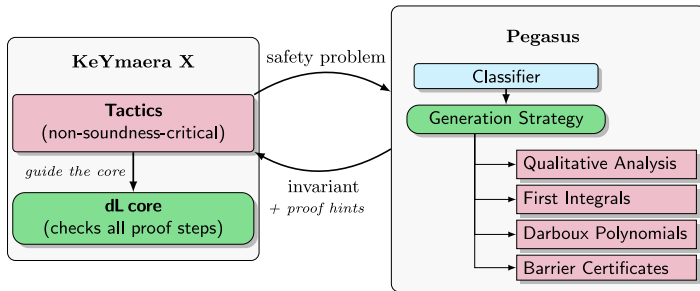 KeYmaera X
Tactics
(non-soundness-critical)
guide the core
dL core
(checks all proof steps)
safety problem
invariant
+ proof hints
Pegasus
Classifier
Generation Strategy
Qualitative Analysis
First Integrals
Darboux Polynomials
Barrier Certificates